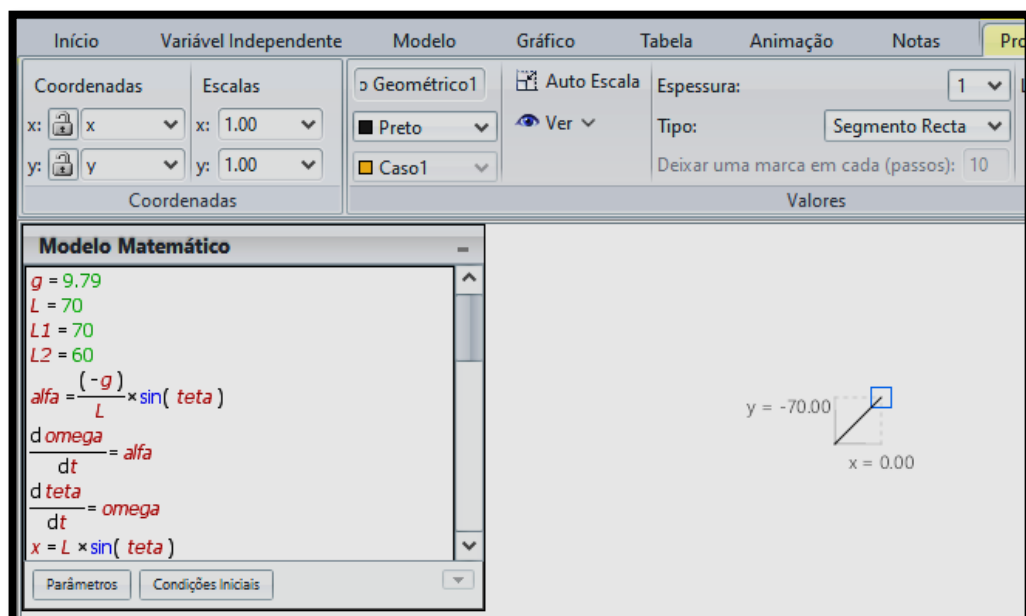 Início Variável Independente Modelo Gráfico Tabela Animação Notas Pro
Coordenadas Escalas
x: x x: 1.00
y: y y: 1.00
Coordenadas
o Geométrico1 Auto Escala
Preto Ver
Caso1
Espessura: 1
Tipo: Segmento Recta
Deixar uma marca em cada (passos): 10
Valores
Modelo Matemático
g = 9.79
L = 70
L1 = 70
L2 = 60
alfa = (-g) / L × sin( teta )
d omega / dt = alfa
d teta / dt = omega
x = L × sin( teta )
Parâmetros Condições Iniciais
y = -70.00
x = 0.00